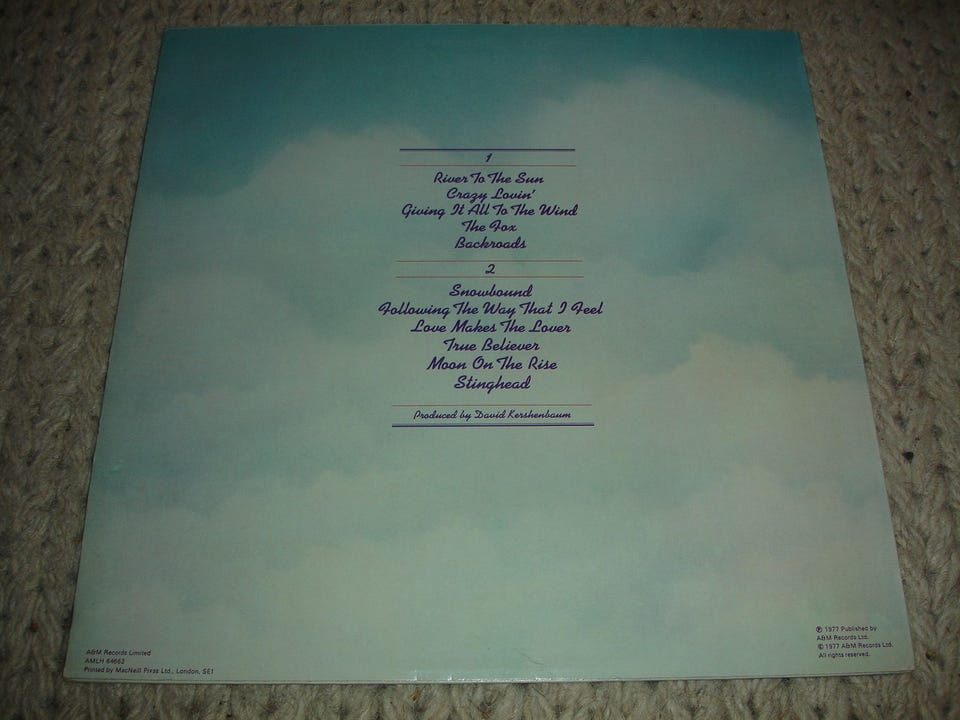 1
River To The Sun
Crazy Lovin'
Giving It All To The Wind
The Fox
Backroads
2
Snowbound
Following The Way That I Feel
Love Makes The Lover
True Believer
Moon On The Rise
Stinghead
Produced by David Kershenbaum
A&M Records Limited
AMLH 64662
Printed by MacNeill Press Ltd., London, SE1
℗ 1977 Published by
A&M Records Ltd.
© 1977 A&M Records Ltd.
All rights reserved.